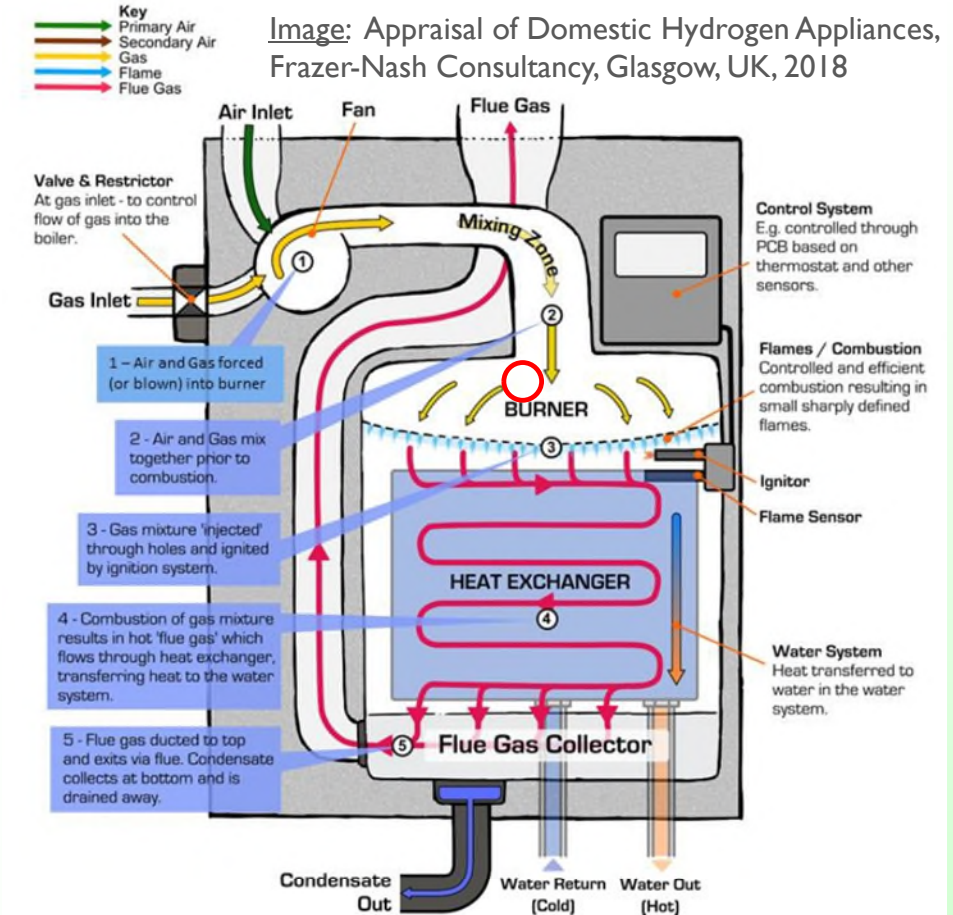 Key
Primary Air
Secondary Air
Gas
Flame
Flue Gas
Image: Appraisal of Domestic Hydrogen Appliances,
Frazer-Nash Consultancy, Glasgow, UK, 2018
Air Inlet
Fan
Flue Gas
Valve & Restrictor
At gas inlet - to control
flow of gas into the
boiler.
Mixing Zone
Control System
E.g. controlled through
PCB based on
thermostat and other
sensors.
1
Gas Inlet
2
1 – Air and Gas forced
(or blown) into burner
Flames / Combustion
Controlled and efficient
combustion resulting in
small sharply defined
flames.
BURNER
2 - Air and Gas mix
together prior to
combustion.
3
Ignitor
Flame Sensor
3 - Gas mixture 'injected'
through holes and ignited
by ignition system.
HEAT EXCHANGER
4
4 - Combustion of gas mixture
results in hot 'flue gas' which
flows through heat exchanger,
transferring heat to the water
system.
Water System
Heat transferred to
water in the water
system.
5 - Flue gas ducted to top
and exits via flue. Condensate
collects at bottom and is
drained away.
5
Flue Gas Collector
Condensate
Out
Water Return
(Cold)
Water Out
(Hot)